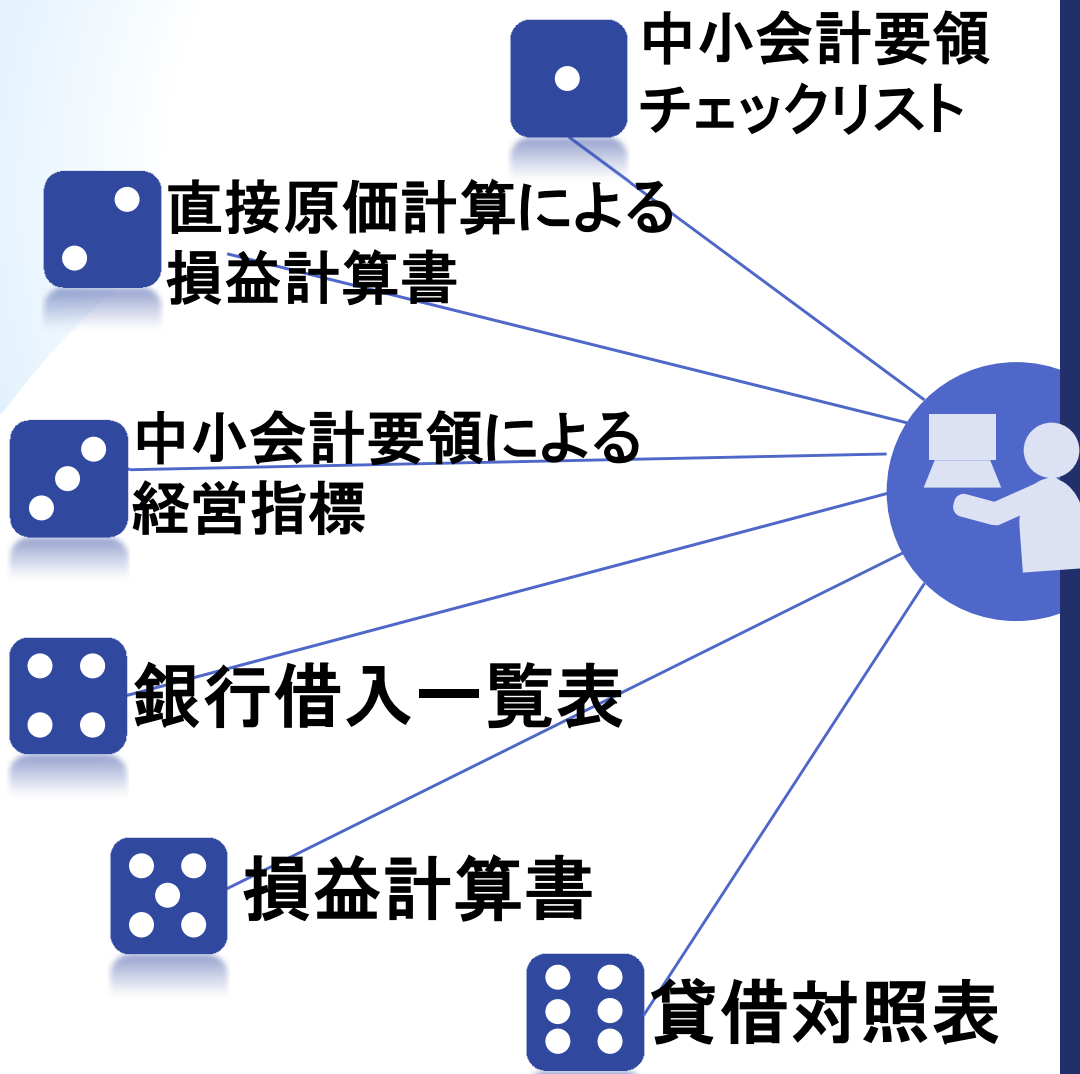 中小会計要領
チェックリスト
直接原価計算による
損益計算書
中小会計要領による
経営指標
銀行借入一覧表
損益計算書
貸借対照表